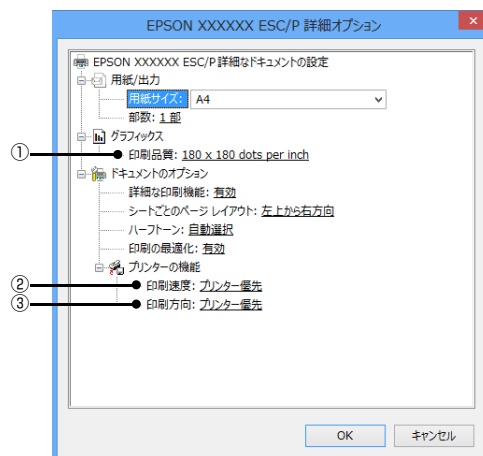 EPSON XXXXXX ESC/P 詳細オプション
EPSON XXXXXX ESC/P 詳細なドキュメントの設定
用紙/出力
用紙サイズ: A4
部数: 1 部
グラフィックス
① 印刷品質: 180 x 180 dots per inch
ドキュメントのオプション
詳細な印刷機能: 有効
シートごとのページ レイアウト: 左上から右方向
ハーフトーン: 自動選択
印刷の最適化: 有効
プリンターの機能
② 印刷速度: プリンター優先
③ 印刷方向: プリンター優先
OK キャンセル